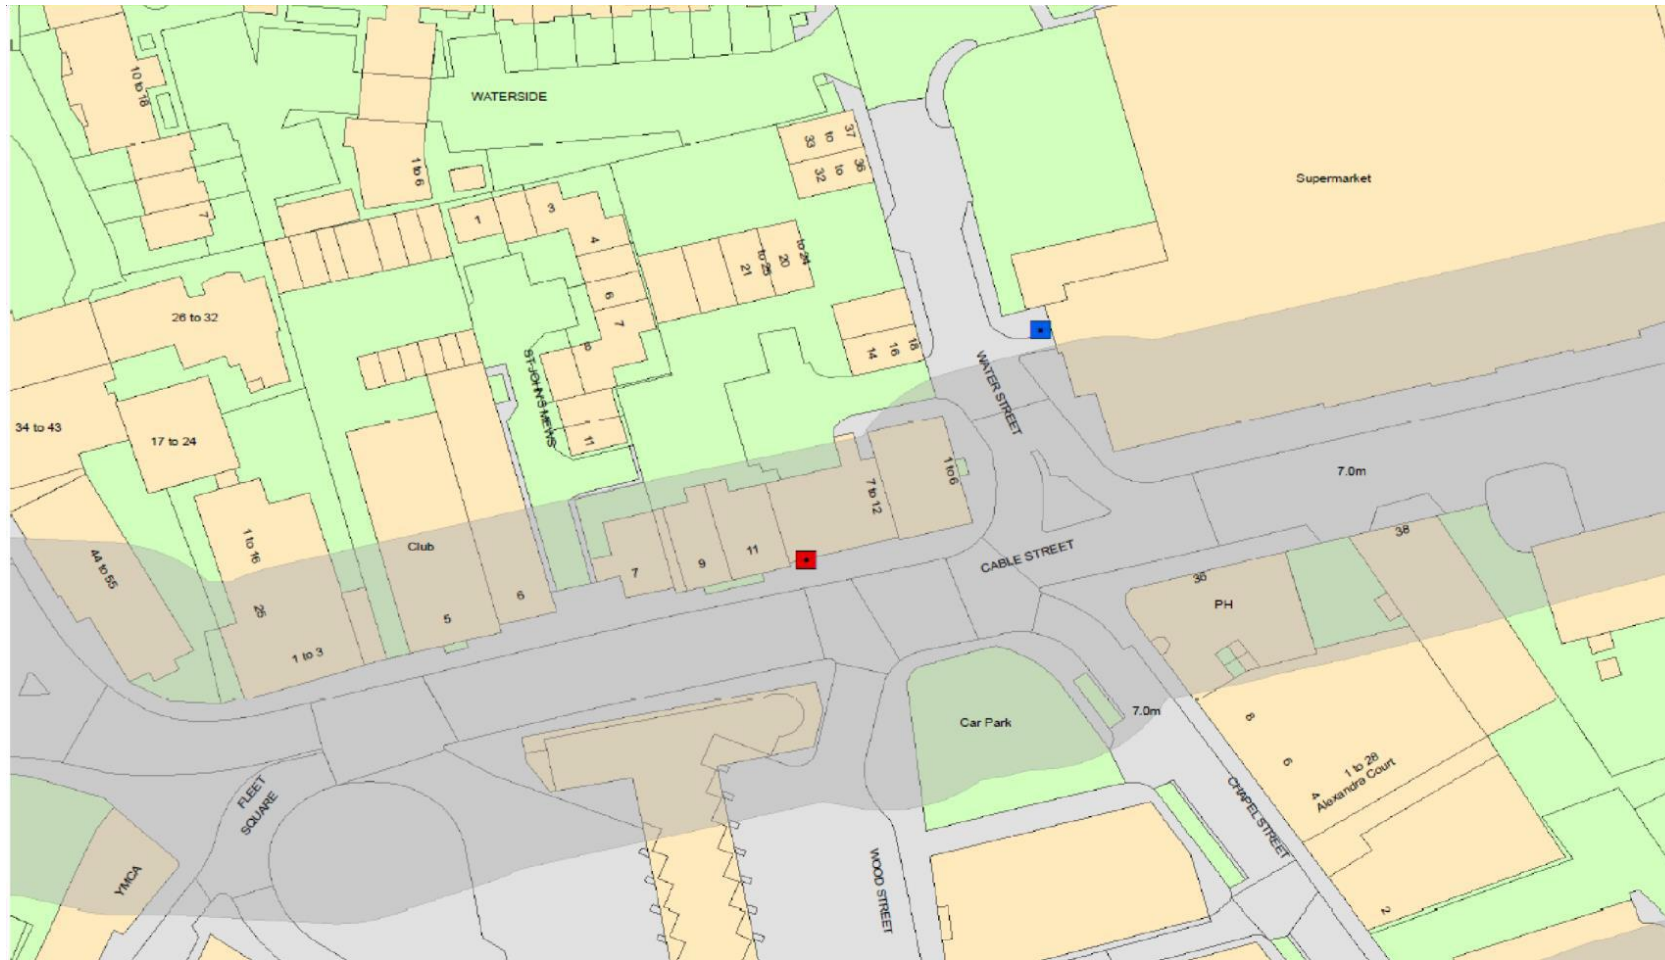 WATERSIDE
10 to 18
1 to 6
7
33 to 37
32 to 36
Supermarket
1
3
4
6
7
8
11
21 to 25
20 to 24
26 to 32
14 16 18
ST JOHN'S MEWS
WATER STREET
34 to 43
17 to 24
44 to 55
1 to 16
25
1 to 3
Club
5
6
7
9
11
7 to 12
1 to 6
7.0m
CABLE STREET
38
36
PH
Car Park
7.0m
8
6
4
2
1 to 28
Alexandra Court
CHAPEL STREET
FLEET
SQUARE
YMCA
WOOD STREET